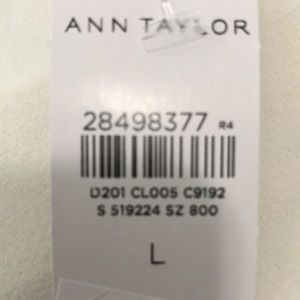 ANN TAYLOR
28498377 R4
D201 CL005 C9192
S 519224 SZ 800
L